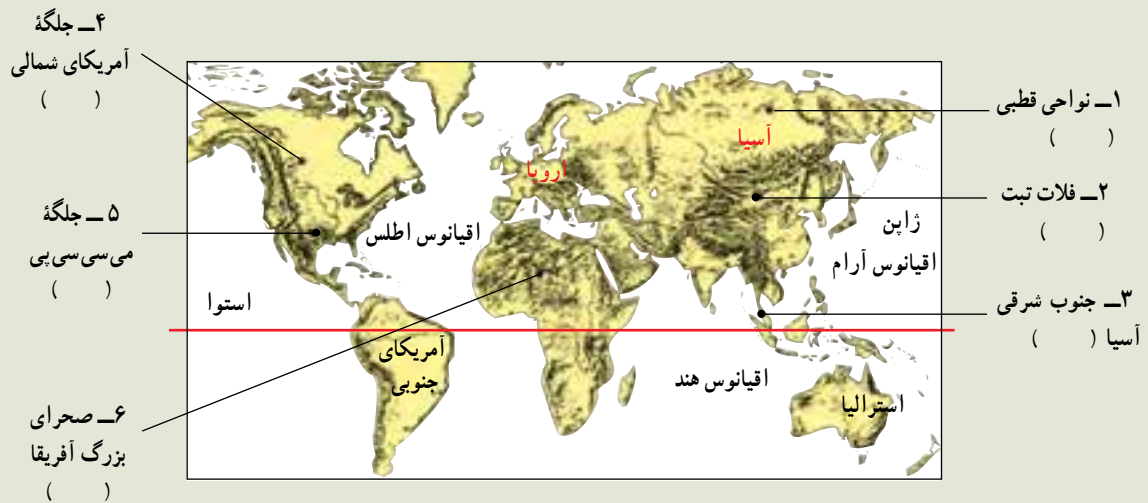 ۱ــ نواحی قطبی
(          )
۲ــ فلات تبت
(          )
۳ــ جنوب شرقی
آسیا (          )
۴ــ جلگهٔ
آمریکای شمالی
(          )
۵ ــ جلگهٔ
می‌سی‌سی‌پی
(          )
۶ــ صحرای
بزرگ آفریقا
(          )
آسیا
اروپا
ژاپن
اقیانوس آرام
اقیانوس اطلس
استوا
آمریکای
جنوبی
اقیانوس هند
استرالیا